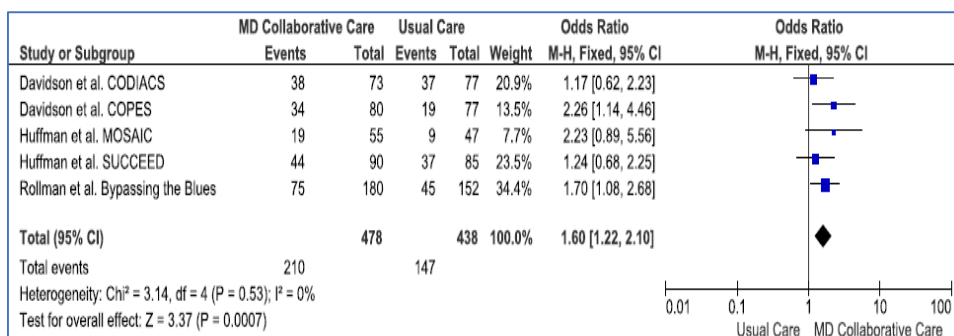 MD Collaborative Care Usual Care Odds Ratio Odds Ratio
Study or Subgroup Events Total Events Total Weight M-H, Fixed, 95% CI M-H, Fixed, 95% CI
Davidson et al. CODIACS 38 73 37 77 20.9% 1.17 [0.62, 2.23]
Davidson et al. COPES 34 80 19 77 13.5% 2.26 [1.14, 4.46]
Huffman et al. MOSAIC 19 55 9 47 7.7% 2.23 [0.89, 5.56]
Huffman et al. SUCCEED 44 90 37 85 23.5% 1.24 [0.68, 2.25]
Rollman et al. Bypassing the Blues 75 180 45 152 34.4% 1.70 [1.08, 2.68]
Total (95% CI) 478 438 100.0% 1.60 [1.22, 2.10]
Total events 210 147
Heterogeneity: Chi² = 3.14, df = 4 (P = 0.53); I² = 0%
Test for overall effect: Z = 3.37 (P = 0.0007)
0.01 0.1 1 10 100
Usual Care MD Collaborative Care